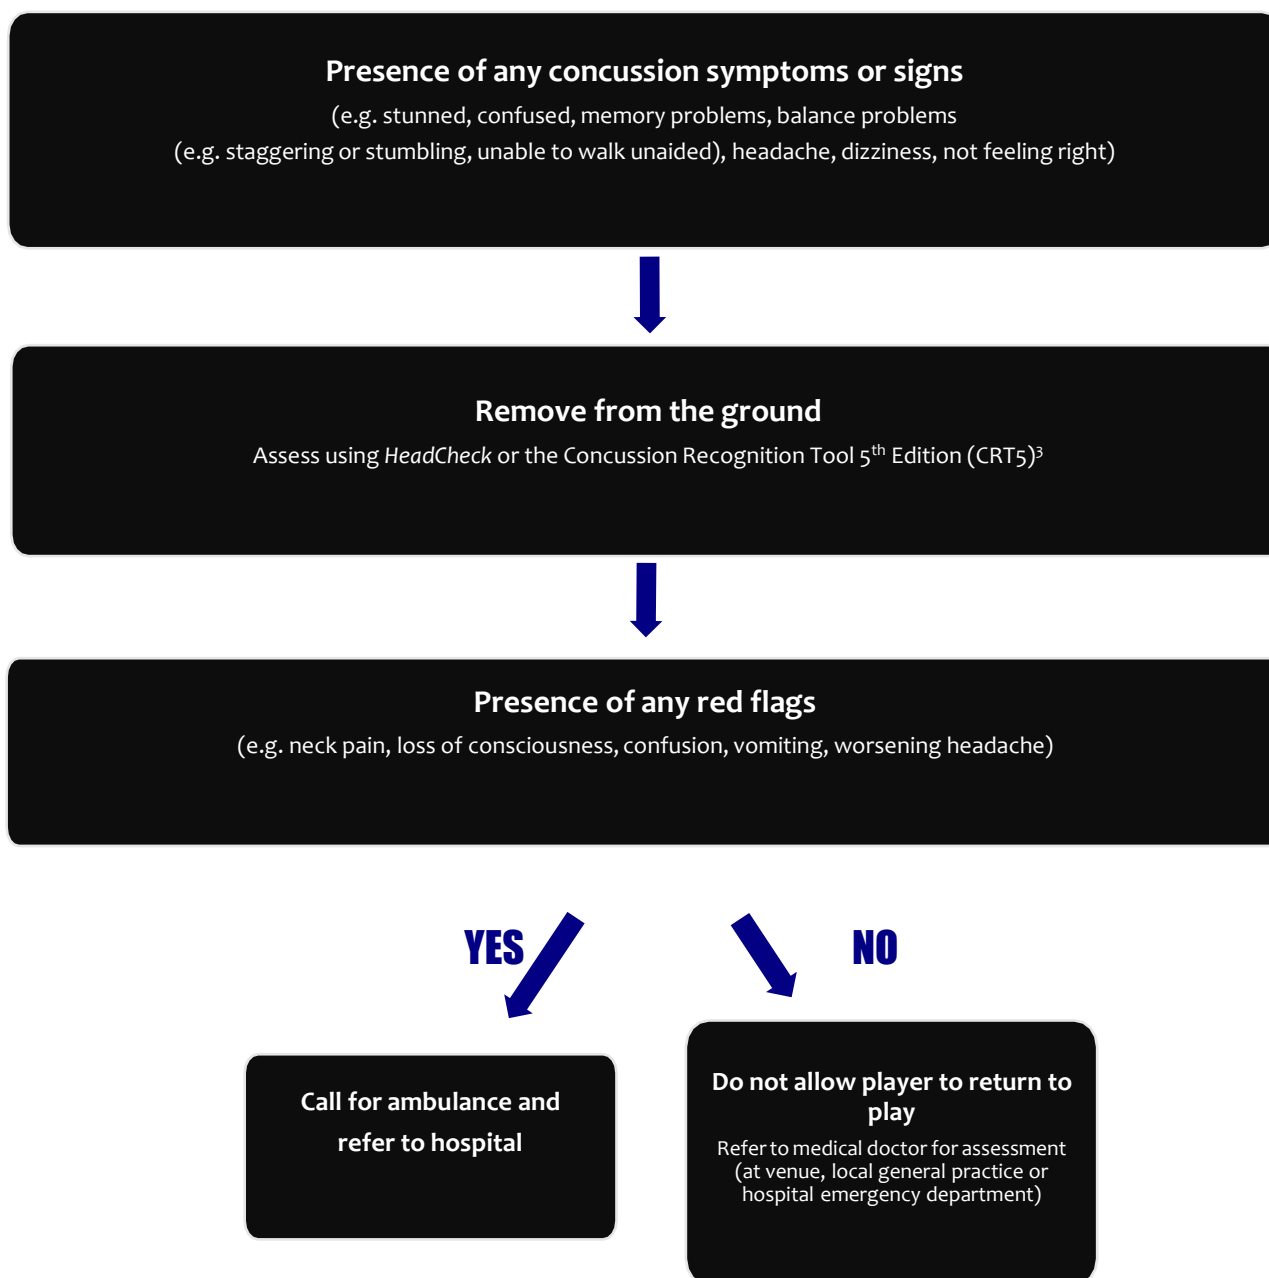 Presence of any concussion symptoms or signs
(e.g. stunned, confused, memory problems, balance problems
(e.g. staggering or stumbling, unable to walk unaided), headache, dizziness, not feeling right)
Remove from the ground
Assess using HeadCheck or the Concussion Recognition Tool 5th Edition (CRT5)3
Presence of any red flags
(e.g. neck pain, loss of consciousness, confusion, vomiting, worsening headache)
YES
NO
Call for ambulance and
refer to hospital
Do not allow player to return to
play
Refer to medical doctor for assessment
(at venue, local general practice or
hospital emergency department)